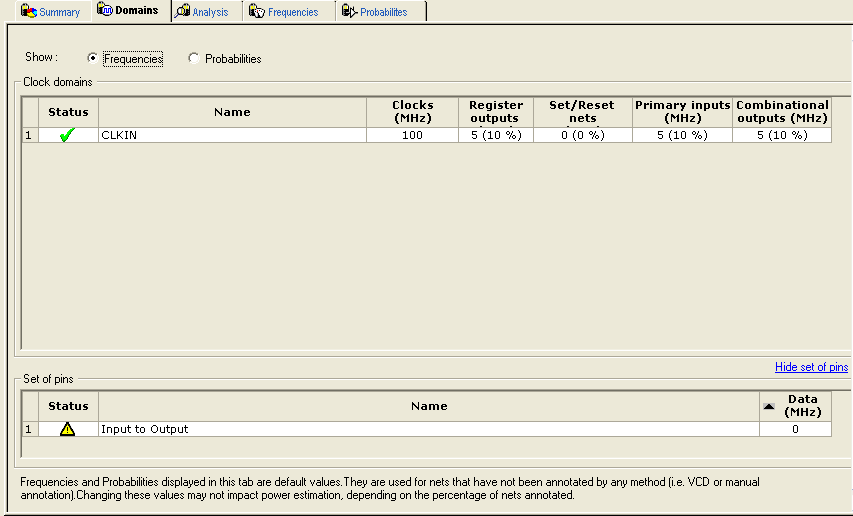 Summary Domains Analysis Frequencies Probabilites
Show : Frequencies Probabilities
Clock domains
Status Name Clocks (MHz) Register outputs Set/Reset nets Primary inputs (MHz) Combinational outputs (MHz)
1 CLKIN 100 5 (10 %) 0 (0 %) 5 (10 %) 5 (10 %)
Hide set of pins
Set of pins
Status Name Data (MHz)
1 Input to Output 0
Frequencies and Probabilities displayed in this tab are default values.They are used for nets that have not been annotated by any method (i.e. VCD or manual
annotation).Changing these values may not impact power estimation, depending on the percentage of nets annotated.